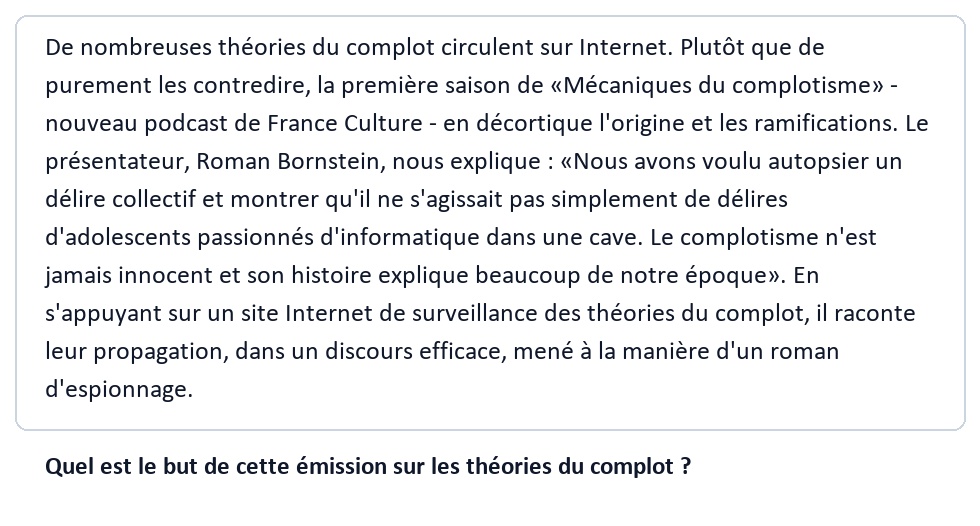 De nombreuses théories du complot circulent sur Internet. Plutôt que de
purement les contredire, la première saison de «Mécaniques du complotisme» -
nouveau podcast de France Culture - en décortique l'origine et les ramifications. Le
présentateur, Roman Bornstein, nous explique : «Nous avons voulu autopsier un
délire collectif et montrer qu'il ne s'agissait pas simplement de délires
d'adolescents passionnés d'informatique dans une cave. Le complotisme n'est
jamais innocent et son histoire explique beaucoup de notre époque». En
s'appuyant sur un site Internet de surveillance des théories du complot, il raconte
leur propagation, dans un discours efficace, mené à la manière d'un roman
d'espionnage.
Quel est le but de cette émission sur les théories du complot ?